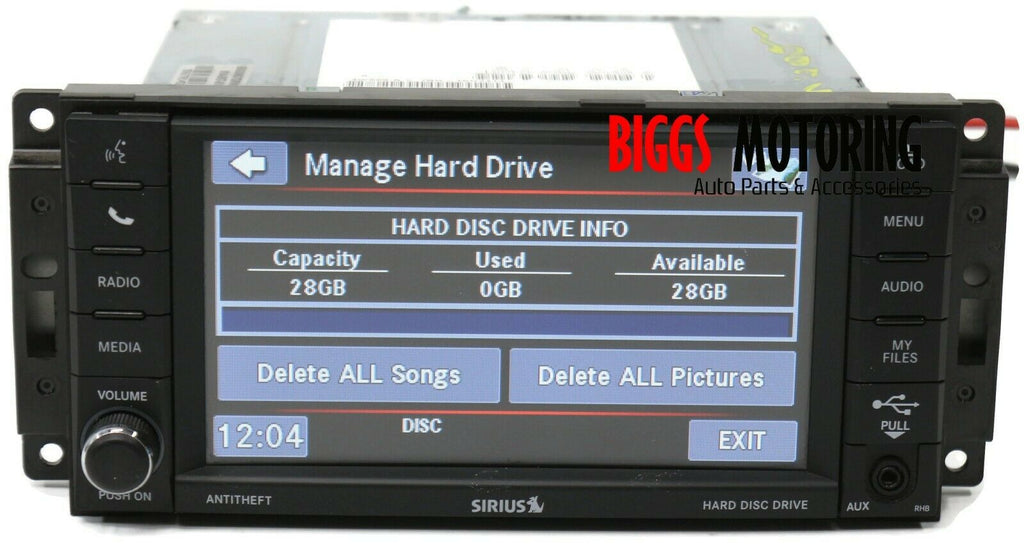 BIGGS MOTORING
Auto Parts & Accessories
Manage Hard Drive
HARD DISC DRIVE INFO
Capacity Used Available
28GB 0GB 28GB
Delete ALL Songs Delete ALL Pictures
12:04 DISC EXIT
RADIO
MEDIA
VOLUME
PUSH ON
MENU
AUDIO
MY
FILES
PULL
ANTITHEFT SIRIUS HARD DISC DRIVE AUX RHB